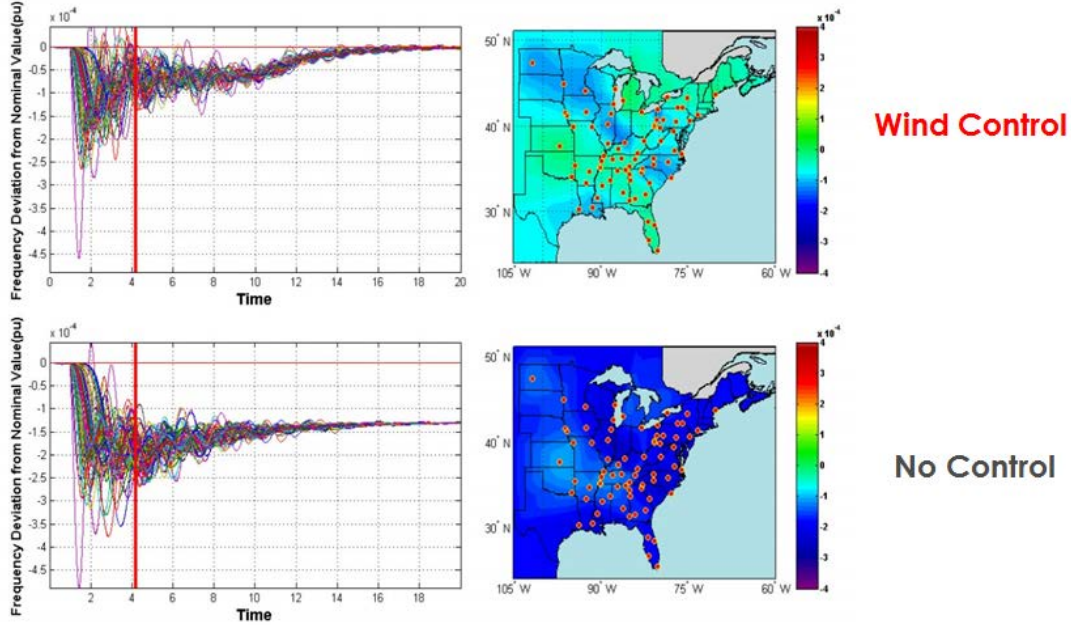 x 10⁻⁴
Frequency Deviation from Nominal Value(pu)
0
-0.5
-1
-1.5
-2
-2.5
-3
-3.5
-4
-4.5
0 2 4 6 8 10 12 14 16 18 20
Time
50°N
40°N
30°N
105°W 90°W 75°W 60°W
x 10⁻⁴
4
3
2
1
0
-1
-2
-3
-4
Wind Control
x 10⁻⁴
Frequency Deviation from Nominal Value(pu)
0
-0.5
-1
-1.5
-2
-2.5
-3
-3.5
-4
-4.5
2 4 6 8 10 12 14 16 18
Time
50°N
40°N
30°N
105°W 90°W 75°W 60°W
x 10⁻⁴
4
3
2
1
0
-1
-2
-3
-4
No Control